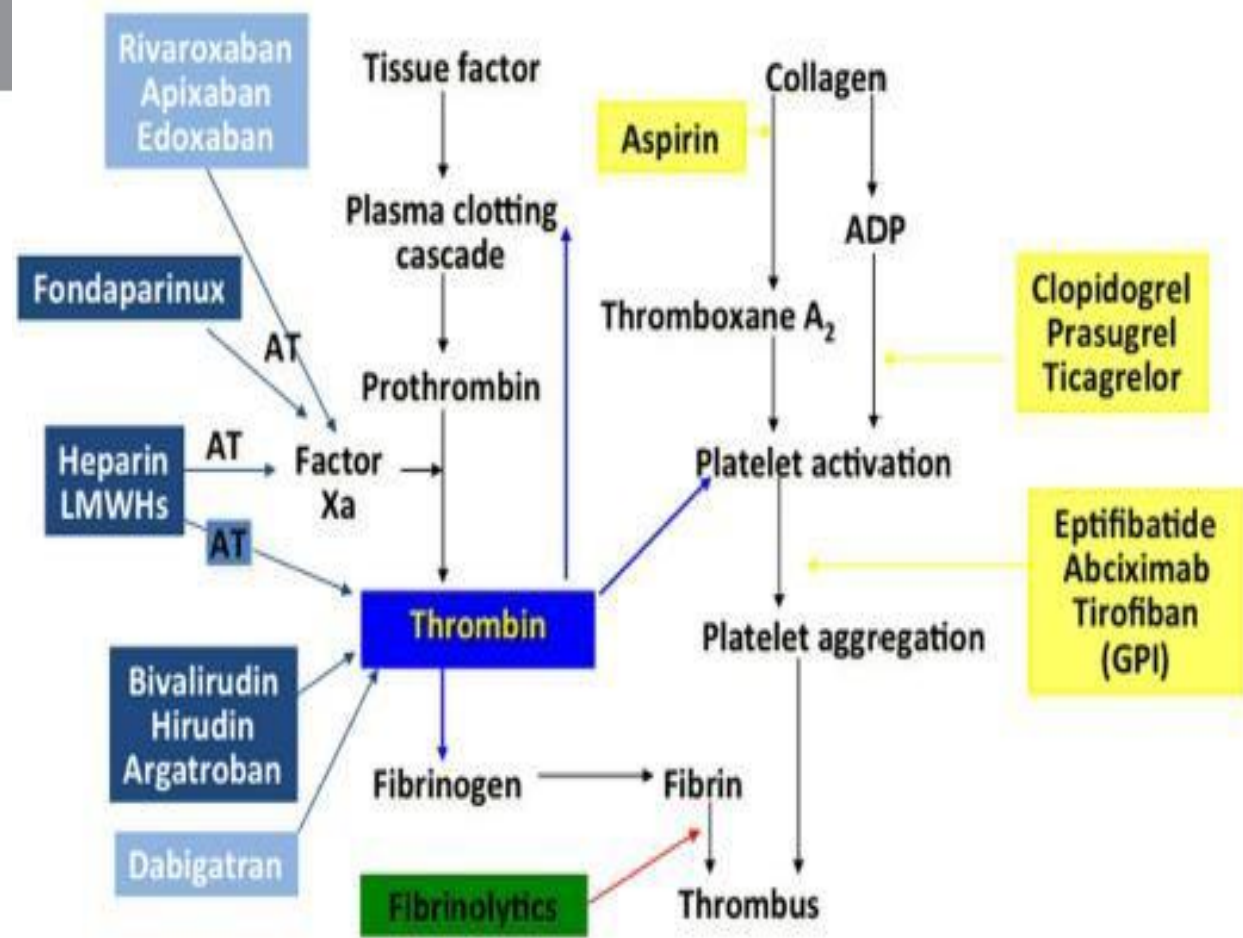 Rivaroxaban
Apixaban
Edoxaban
Tissue factor
Collagen
Aspirin
Plasma clotting
cascade
ADP
Fondaparinux
Clopidogrel
Prasugrel
Ticagrelor
Thromboxane A₂
AT
Prothrombin
Heparin
LMWHs
AT
Factor
Xa
Platelet activation
AT
Eptifibatide
Abciximab
Tirofiban
(GPI)
Thrombin
Platelet aggregation
Bivalirudin
Hirudin
Argatroban
Fibrinogen
Fibrin
Dabigatran
Fibrinolytics
Thrombus